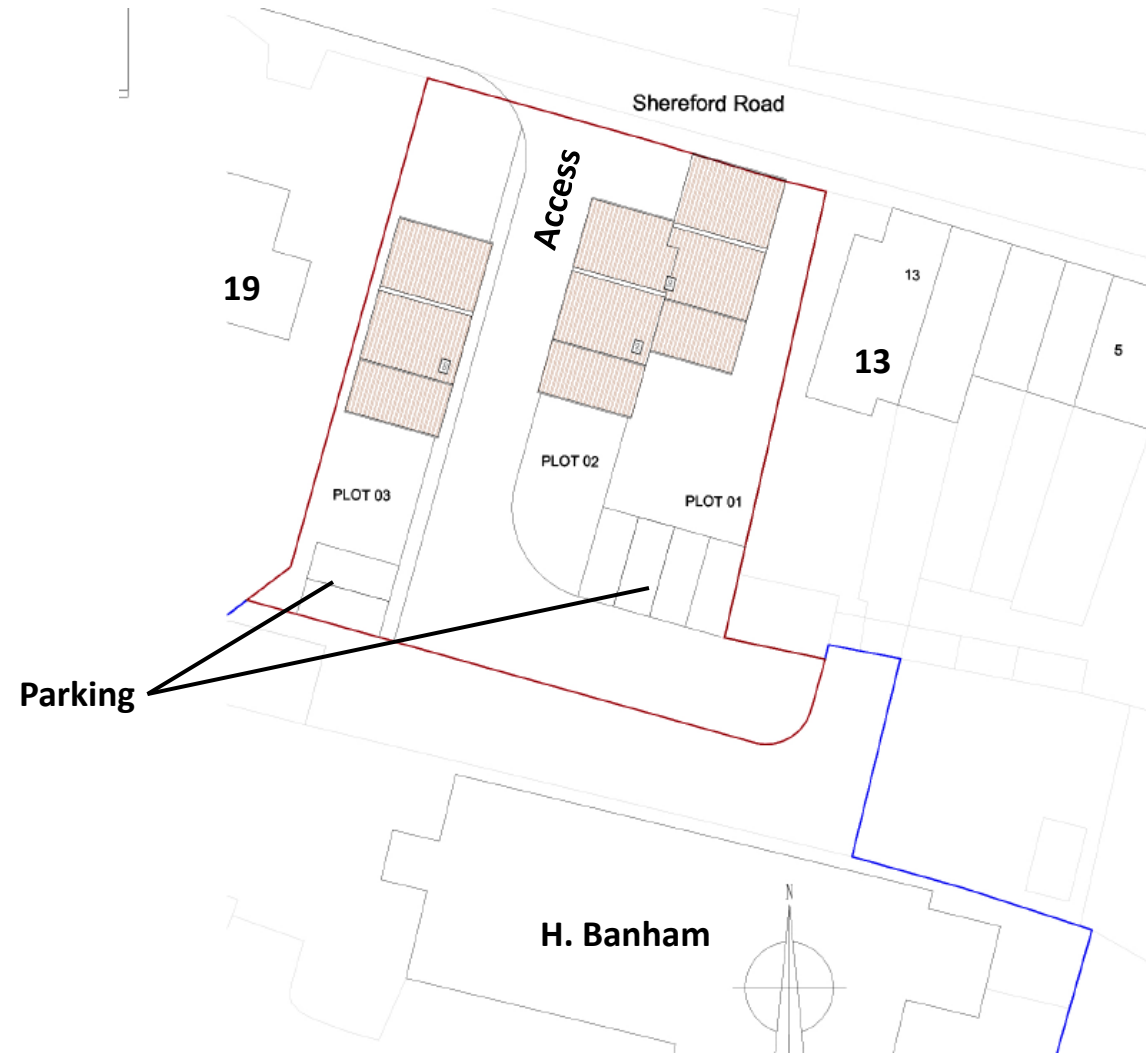 Shereford Road
Access
19
13
13
5
PLOT 02
PLOT 03
PLOT 01
Parking
H. Banham
N